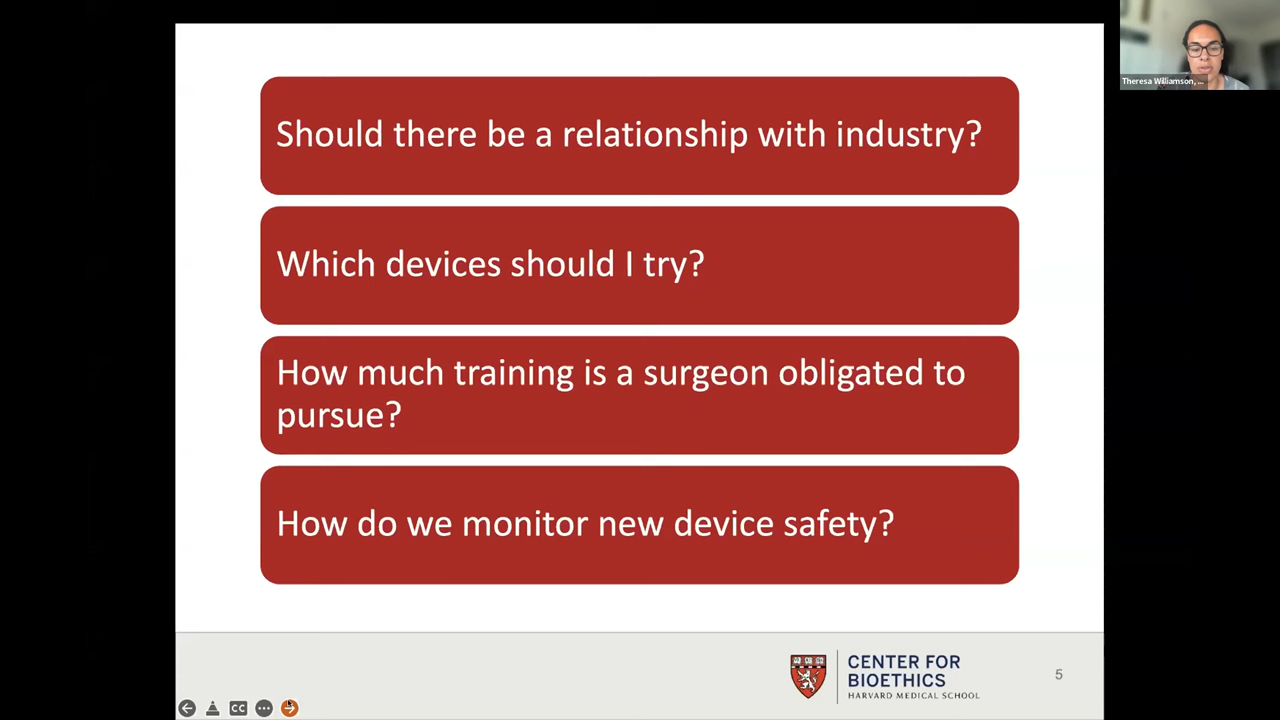 Should there be a relationship with industry?
Which devices should I try?
How much training is a surgeon obligated to
pursue?
How do we monitor new device safety?
CENTER FOR
BIOETHICS
HARVARD MEDICAL SCHOOL
5
CC
Theresa Williamson, ...